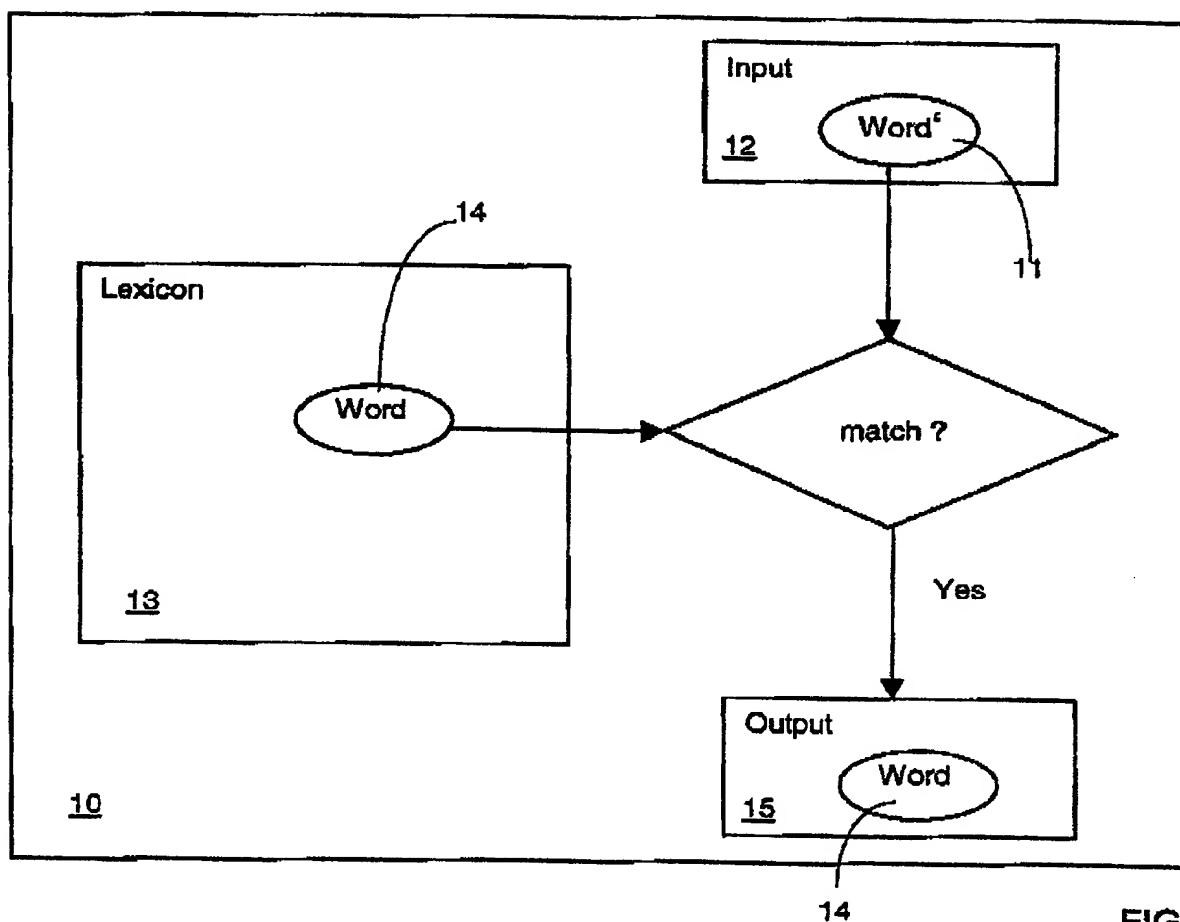 Input
Word‘
12
11
14
Lexicon
Word
match ?
13
Yes
Output
Word
15
10
14
FIG